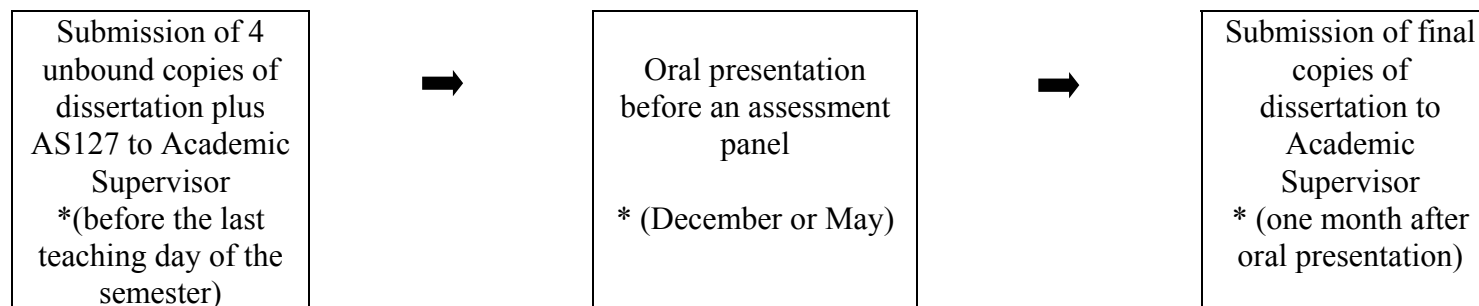 Submission of 4
unbound copies of
dissertation plus
AS127 to Academic
Supervisor
*(before the last
teaching day of the
semester)
Oral presentation
before an assessment
panel
* (December or May)
Submission of final
copies of
dissertation to
Academic
Supervisor
* (one month after
oral presentation)